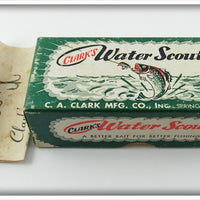 CLARK'S Water Scout
C. A. CLARK MFG. CO., INC. SPRING
CLARK'S Water Scout
A BETTER BAIT FOR BETTER FISHING